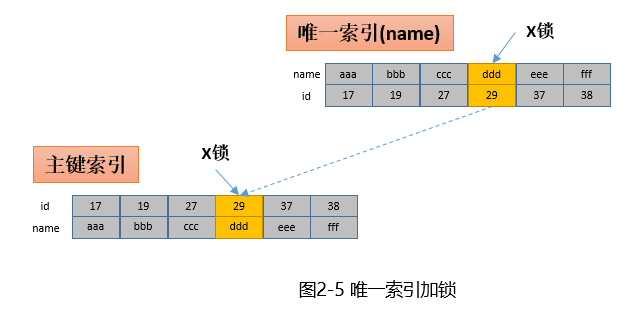 唯一索引(name)
X锁
name aaa bbb ccc ddd eee fff
id 17 19 27 29 37 38
X锁
主键索引
id 17 19 27 29 37 38
name aaa bbb ccc ddd eee fff
图2-5 唯一索引加锁